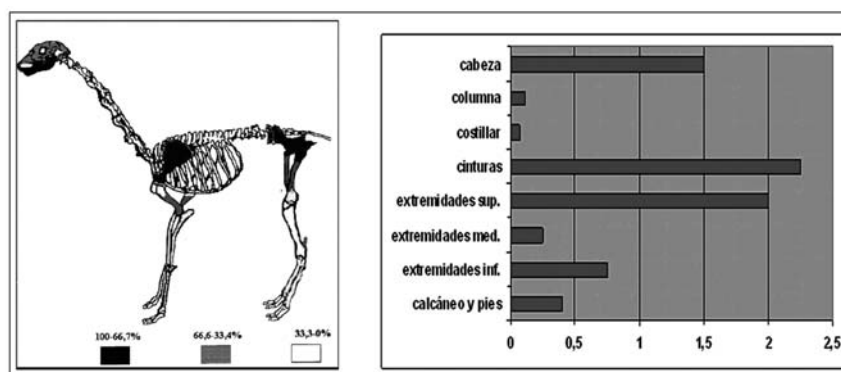 100-66,7%
66,6-33,4%
33,3-0%
cabeza
columna
costillar
cinturas
extremidades sup.
extremidades med.
extremidades inf.
calcáneo y pies
0 0,5 1 1,5 2 2,5